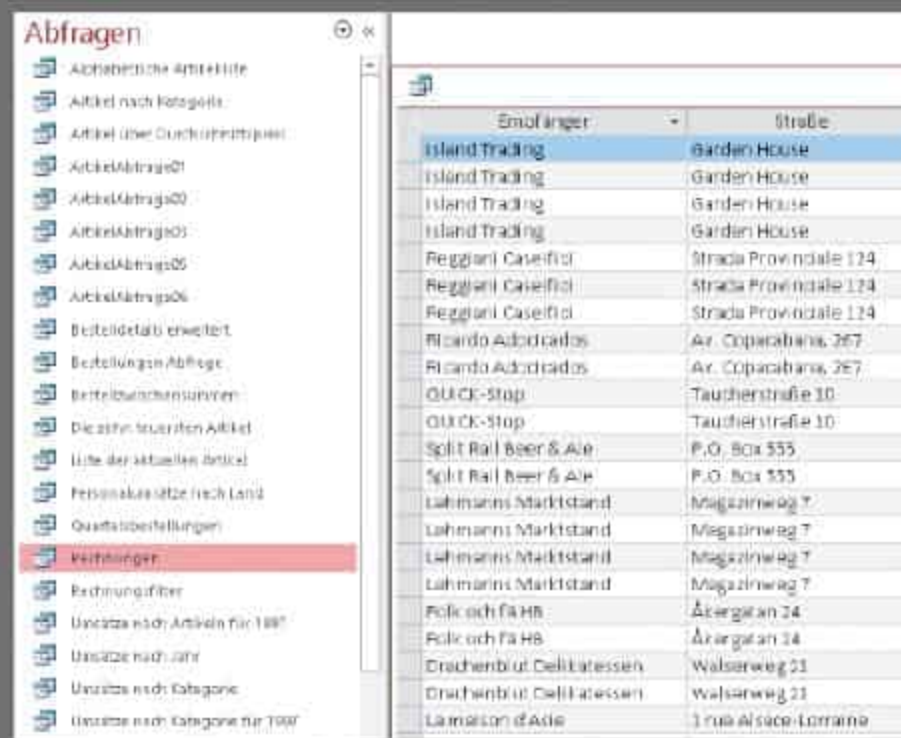 Abfragen
Alphabetische Artikelliste
Artikel nach Kategorie
Artikel über Durchschnittspreis
ArtikelAbfrage01
ArtikelAbfrage02
ArtikelAbfrage03
ArtikelAbfrage05
ArtikelAbfrage06
Bestelldetails erweitert
Bestellungen Abfrage
Bestellzwischensummen
Die zehn teuersten Artikel
Liste der aktuellen Artikel
Personalumsätze nach Land
Quartalsbestellungen
Rechnungen
Rechnungsfilter
Umsätze nach Artikeln für 1997
Umsätze nach Jahr
Umsätze nach Kategorie
Umsätze nach Kategorie für 1997
Empfänger Straße
Island Trading Garden House
Island Trading Garden House
Island Trading Garden House
Island Trading Garden House
Reggiani Caseifici Strada Provinciale 124
Reggiani Caseifici Strada Provinciale 124
Reggiani Caseifici Strada Provinciale 124
Ricardo Adocicados Av. Copacabana, 267
Ricardo Adocicados Av. Copacabana, 267
QUICK-Stop Taucherstraße 10
QUICK-Stop Taucherstraße 10
Split Rail Beer & Ale P.O. Box 555
Split Rail Beer & Ale P.O. Box 555
Lehmanns Marktstand Magazinweg 7
Lehmanns Marktstand Magazinweg 7
Lehmanns Marktstand Magazinweg 7
Lehmanns Marktstand Magazinweg 7
Folk och fä HB Åkergatan 24
Folk och fä HB Åkergatan 24
Drachenblut Delikatessen Walserweg 21
Drachenblut Delikatessen Walserweg 21
La maison d'Asie 1 rue Alsace-Lorraine